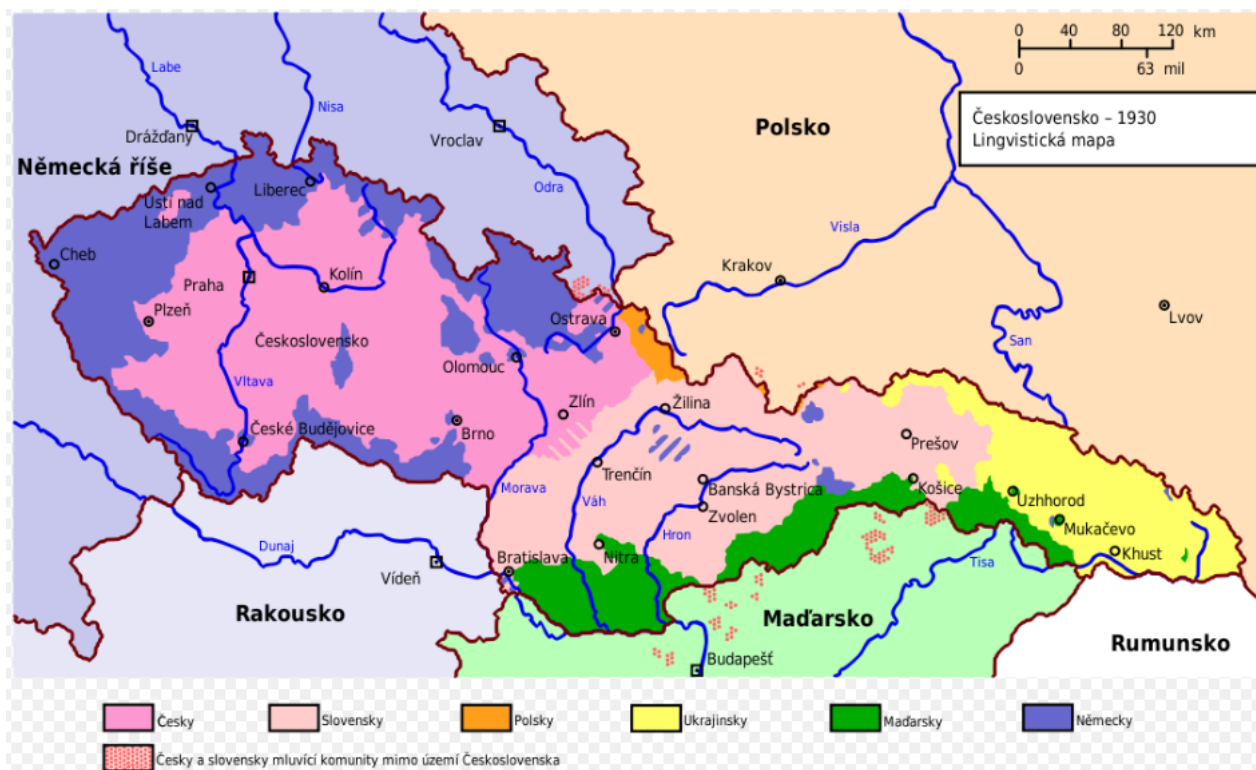 0 40 80 120 km
0 63 mil
Československo – 1930
Lingvistická mapa
Labe
Nisa
Drážďany
Vroclav
Polsko
Německá říše
Liberec
Odra
Ústí nad
Labem
Visla
Cheb
Praha
Kolín
Krakov
Plzeň
Ostrava
Lvov
Československo
San
Olomouc
Vltava
Zlín
Žilina
České Budějovice
Brno
Prešov
Trenčín
Morava
Váh
Banská Bystrica
Košice
Uzhhorod
Zvolen
Mukačevo
Hron
Dunaj
Bratislava
Nitra
Khust
Tisa
Vídeň
Rakousko
Maďarsko
Rumunsko
Budapešť
Česky
Slovensky
Polsky
Ukrajinsky
Maďarsky
Německy
Česky a slovensky mluvící komunity mimo území Československa